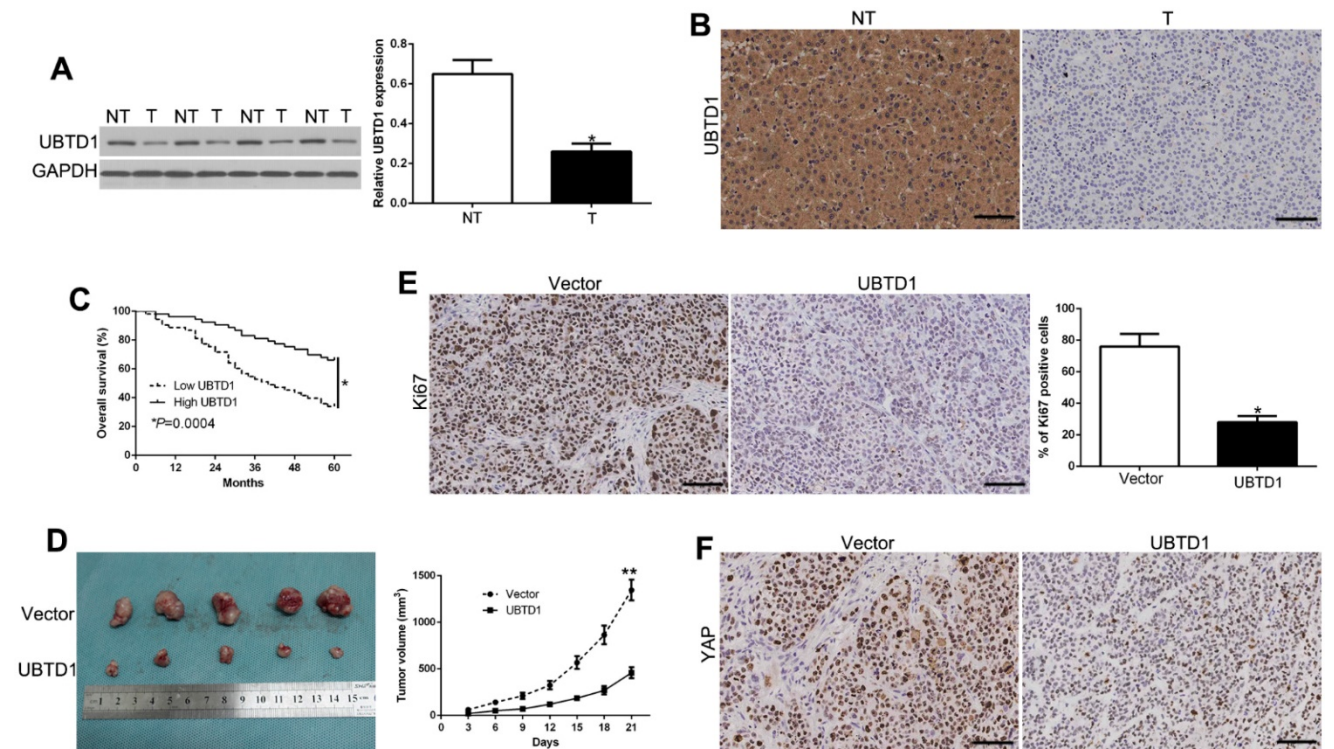 A
NT T NT T NT T NT T
UBTD1
GAPDH
Relative UBTD1 expression
0.8
0.6
0.4
0.2
0.0
*
NT T
B
NT T
UBTD1
C
Overall survival (%)
100
80
60
40
20
0
Low UBTD1
High UBTD1
*P=0.0004
*
0 12 24 36 48 60
Months
E
Vector UBTD1
Ki67
% of Ki67 positive cells
100
80
60
40
20
0
*
Vector UBTD1
D
Vector
UBTD1
1 2 3 4 5 6 7 8 9 10 11 12 13 14 15
Tumor volume (mm³)
1500
1000
500
0
Vector
UBTD1
**
0 3 6 9 12 15 18 21
Days
F
Vector UBTD1
YAP